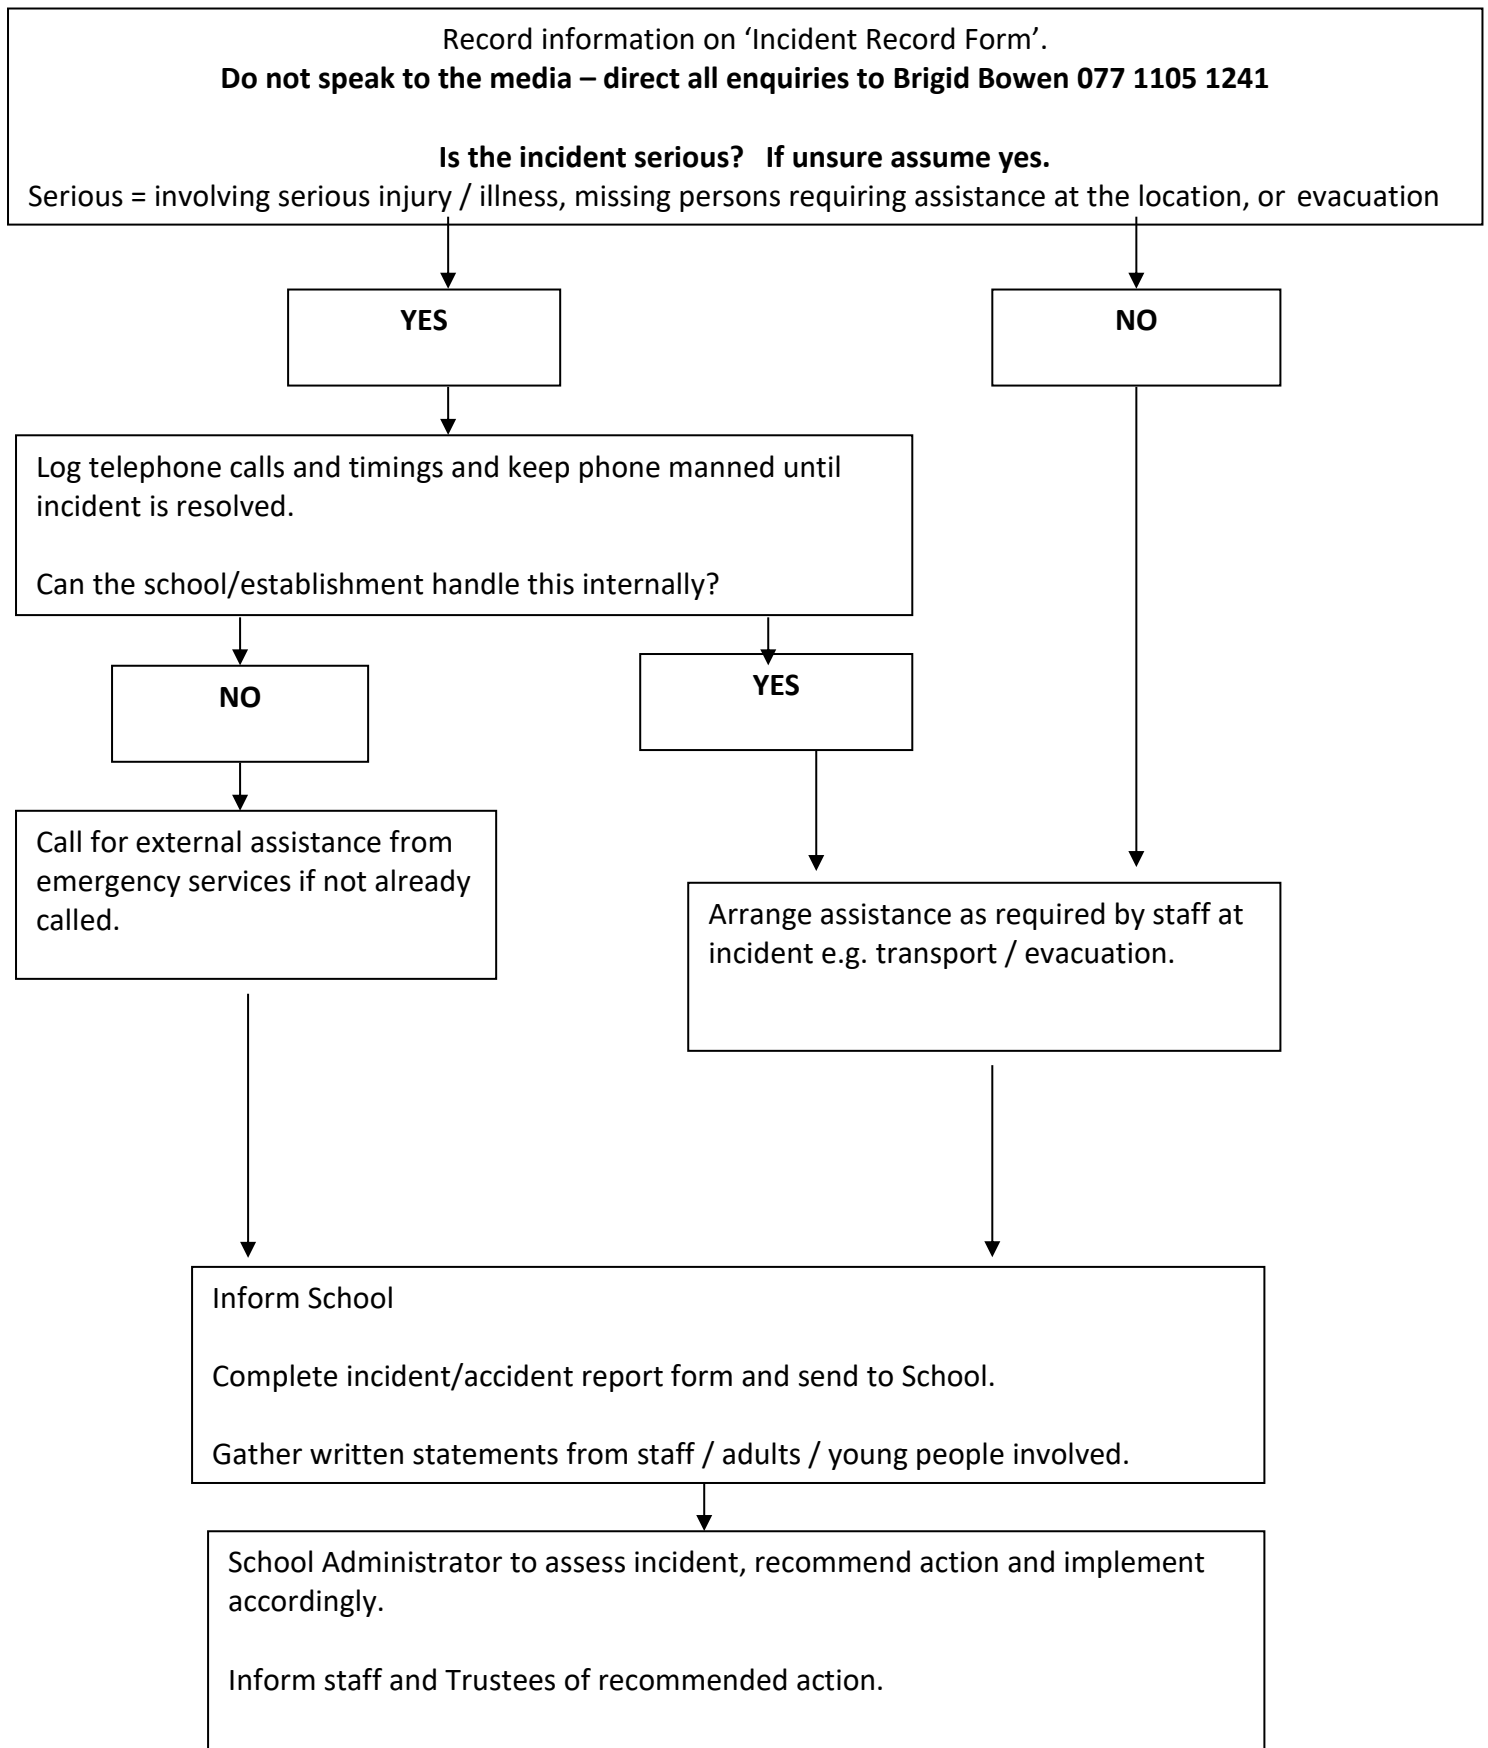 Record information on ‘Incident Record Form’.
Do not speak to the media – direct all enquiries to Brigid Bowen 077 1105 1241
Is the incident serious?   If unsure assume yes.
Serious = involving serious injury / illness, missing persons requiring assistance at the location, or evacuation
YES
NO
Log telephone calls and timings and keep phone manned until
incident is resolved.
Can the school/establishment handle this internally?
NO
YES
Call for external assistance from
emergency services if not already
called.
Arrange assistance as required by staff at
incident e.g. transport / evacuation.
Inform School
Complete incident/accident report form and send to School.
Gather written statements from staff / adults / young people involved.
School Administrator to assess incident, recommend action and implement
accordingly.
Inform staff and Trustees of recommended action.